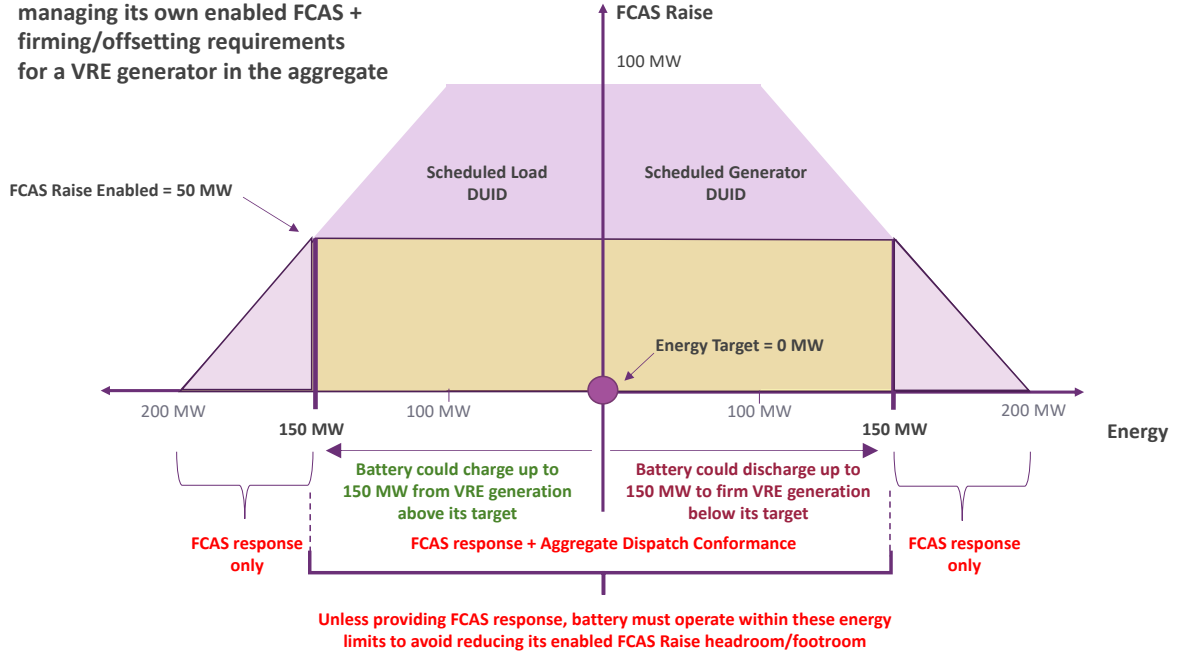 managing its own enabled FCAS +
firming/offsetting requirements
for a VRE generator in the aggregate
FCAS Raise
100 MW
Scheduled Load
DUID
Scheduled Generator
DUID
FCAS Raise Enabled = 50 MW
Energy Target = 0 MW
200 MW
150 MW
100 MW
100 MW
150 MW
200 MW
Energy
Battery could charge up to
150 MW from VRE generation
above its target
Battery could discharge up to
150 MW to firm VRE generation
below its target
FCAS response
only
FCAS response + Aggregate Dispatch Conformance
FCAS response
only
Unless providing FCAS response, battery must operate within these energy
limits to avoid reducing its enabled FCAS Raise headroom/footroom